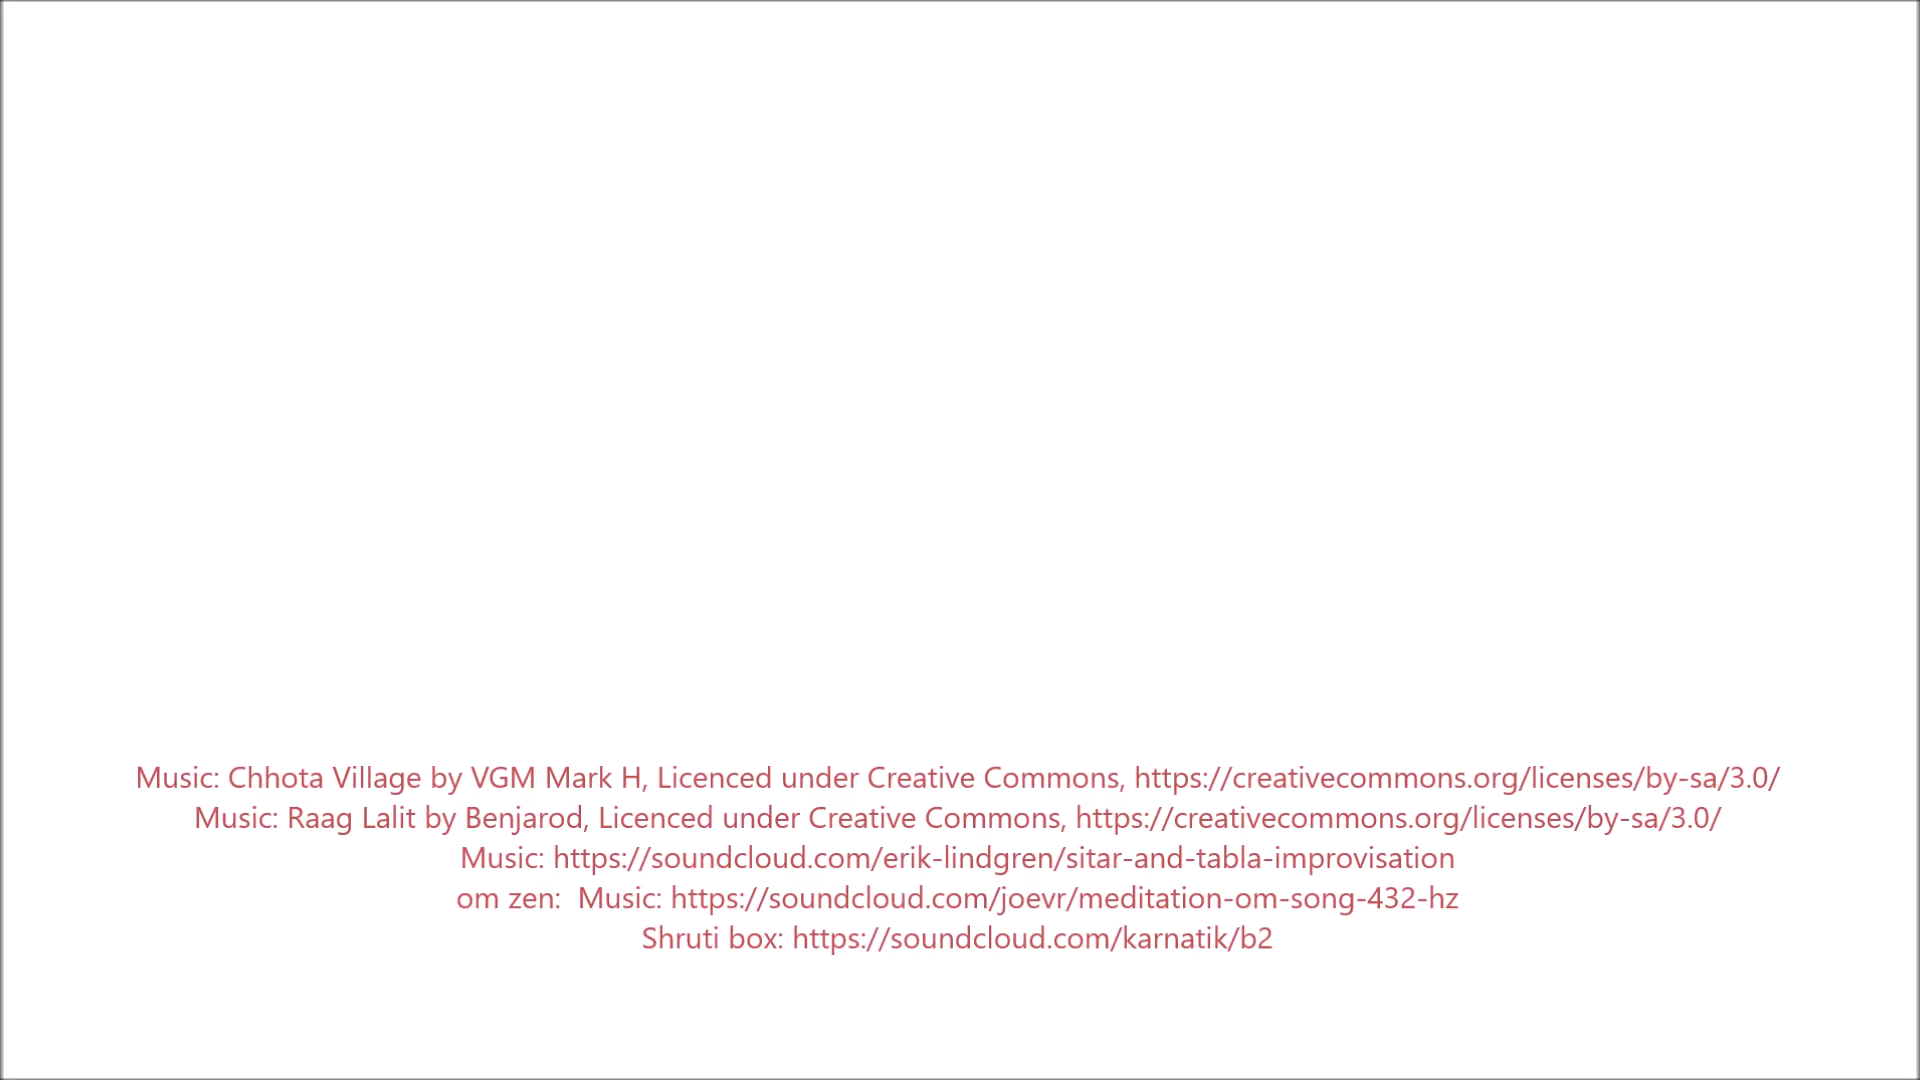 Music: Chhota Village by VGM Mark H, Licenced under Creative Commons, https://creativecommons.org/licenses/by-sa/3.0/
Music: Raag Lalit by Benjarod, Licenced under Creative Commons, https://creativecommons.org/licenses/by-sa/3.0/
Music: https://soundcloud.com/erik-lindgren/sitar-and-tabla-improvisation
om zen:  Music: https://soundcloud.com/joevr/meditation-om-song-432-hz
Shruti box: https://soundcloud.com/karnatik/b2